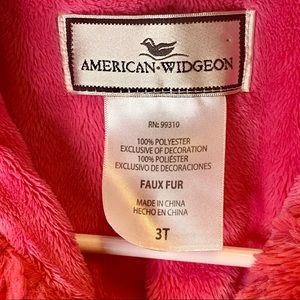 AMERICAN·WIDGEON
RN: 99310
100% POLYESTER
EXCLUSIVE OF DECORATION
100% POLIÉSTER
EXCLUSIVO DE DECORACIONES
FAUX FUR
MADE IN CHINA
HECHO EN CHINA
3T